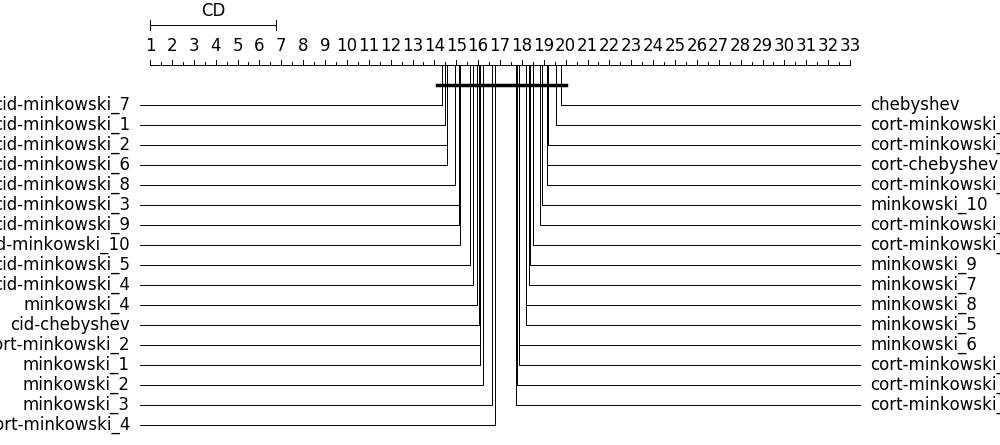 CD
1 2 3 4 5 6 7 8 9 10 11 12 13 14 15 16 17 18 19 20 21 22 23 24 25 26 27 28 29 30 31 32 33
cid-minkowski_7 chebyshev
cid-minkowski_1 cort-minkowski_
cid-minkowski_2 cort-minkowski_
cid-minkowski_6 cort-chebyshev
cid-minkowski_8 cort-minkowski_
cid-minkowski_3 minkowski_10
cid-minkowski_9 cort-minkowski_
d-minkowski_10 cort-minkowski_
cid-minkowski_5 minkowski_9
cid-minkowski_4 minkowski_7
minkowski_4 minkowski_8
cid-chebyshev minkowski_5
ort-minkowski_2 minkowski_6
minkowski_1 cort-minkowski_
minkowski_2 cort-minkowski_
minkowski_3 cort-minkowski_
ort-minkowski_4